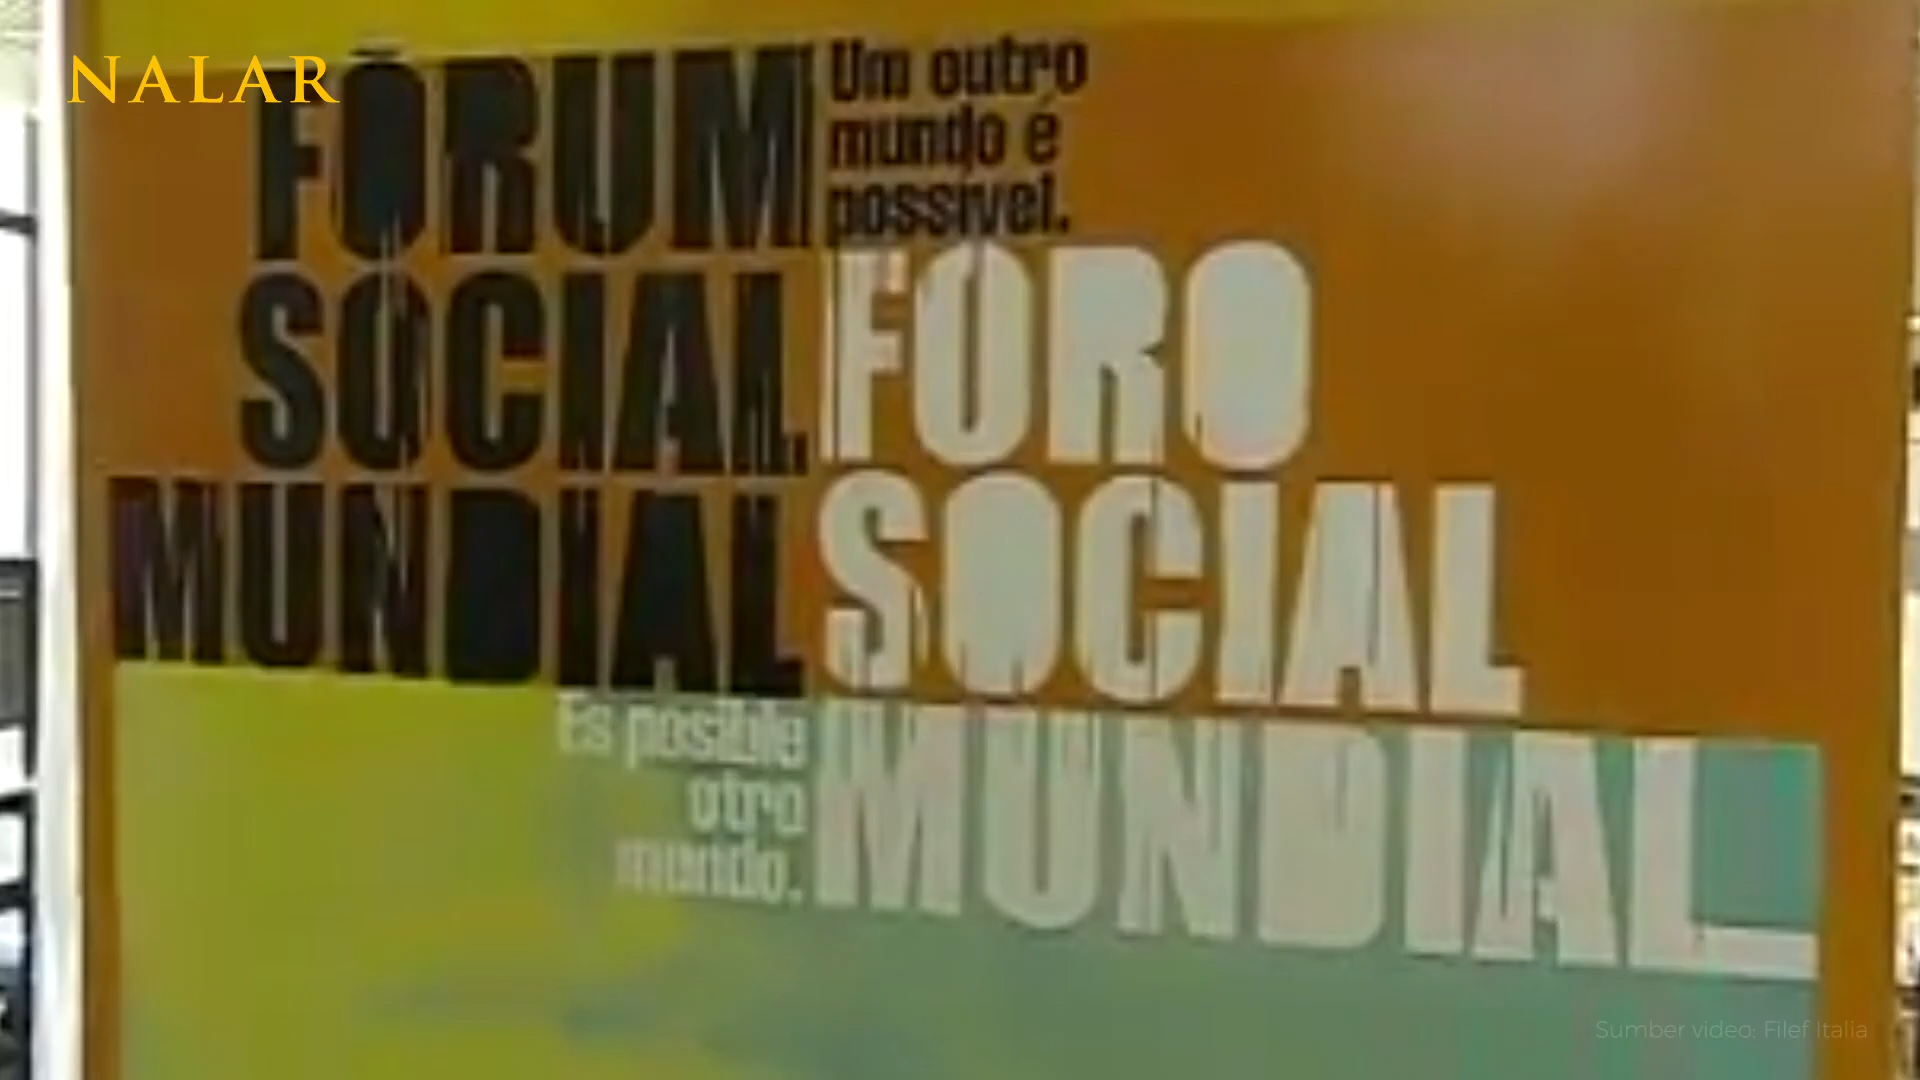 NALAR
FÓRUM
SOCIAL
MUNDIAL
Um outro
mundo é
possível.
FORO
SOCIAL
MUNDIAL
Es posible
otro
mundo.
Sumber video: Filef Italia